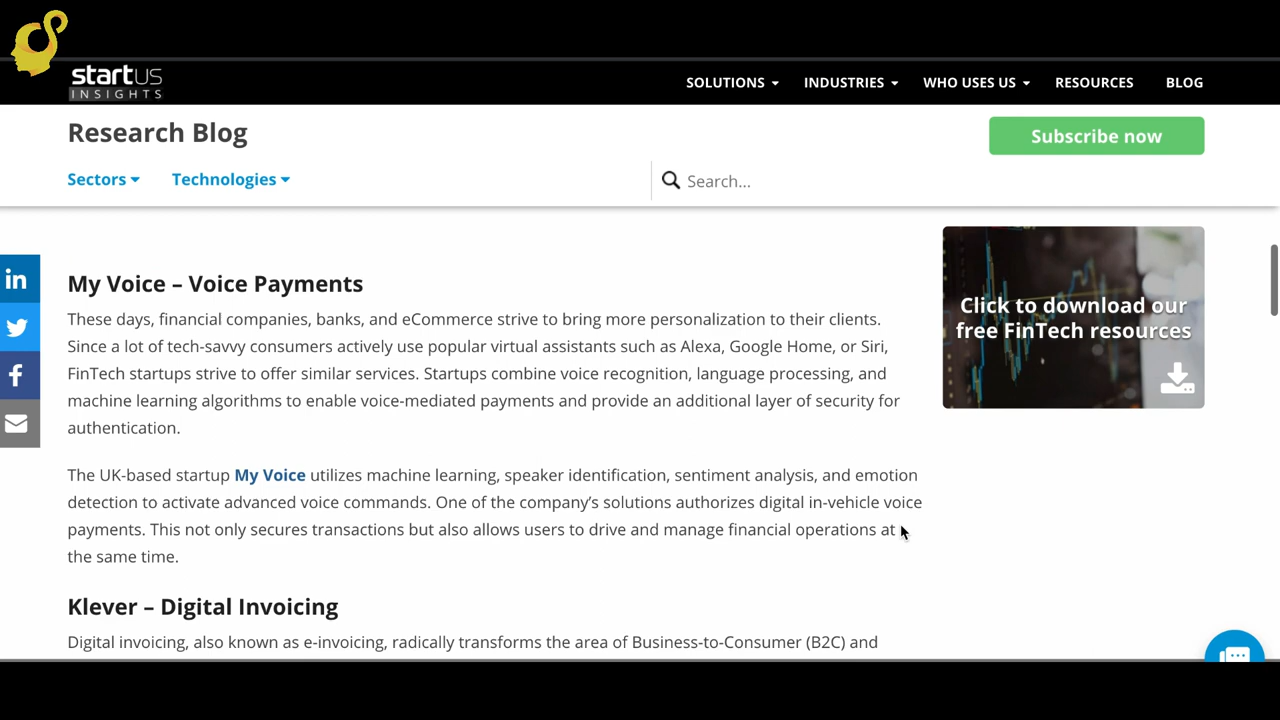 startus
INSIGHTS
SOLUTIONS
INDUSTRIES
WHO USES US
RESOURCES
BLOG
Research Blog
Subscribe now
Sectors
Technologies
Search...
in
f
My Voice – Voice Payments
These days, financial companies, banks, and eCommerce strive to bring more personalization to their clients.
Since a lot of tech-savvy consumers actively use popular virtual assistants such as Alexa, Google Home, or Siri,
FinTech startups strive to offer similar services. Startups combine voice recognition, language processing, and
machine learning algorithms to enable voice-mediated payments and provide an additional layer of security for
authentication.
The UK-based startup My Voice utilizes machine learning, speaker identification, sentiment analysis, and emotion
detection to activate advanced voice commands. One of the company's solutions authorizes digital in-vehicle voice
payments. This not only secures transactions but also allows users to drive and manage financial operations at
the same time.
Klever – Digital Invoicing
Digital invoicing, also known as e-invoicing, radically transforms the area of Business-to-Consumer (B2C) and
Click to download our
free FinTech resources